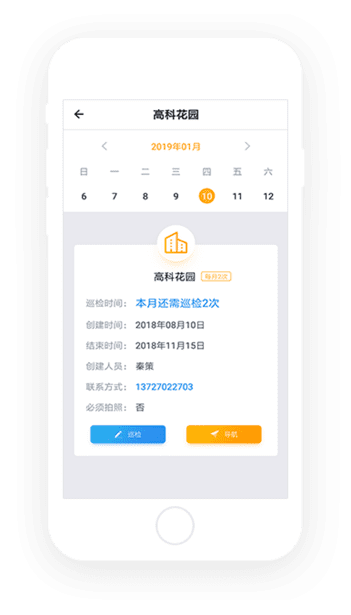 高科花园
2019年01月
日 一 二 三 四 五 六
6 7 8 9 10 11 12
高科花园 每月3次
巡检时间： 本月还需巡检2次
创建时间： 2018年08月10日
结束时间： 2018年11月15日
创建人员： 秦策
联系方式： 13727022703
必须拍照： 否
巡检 导航